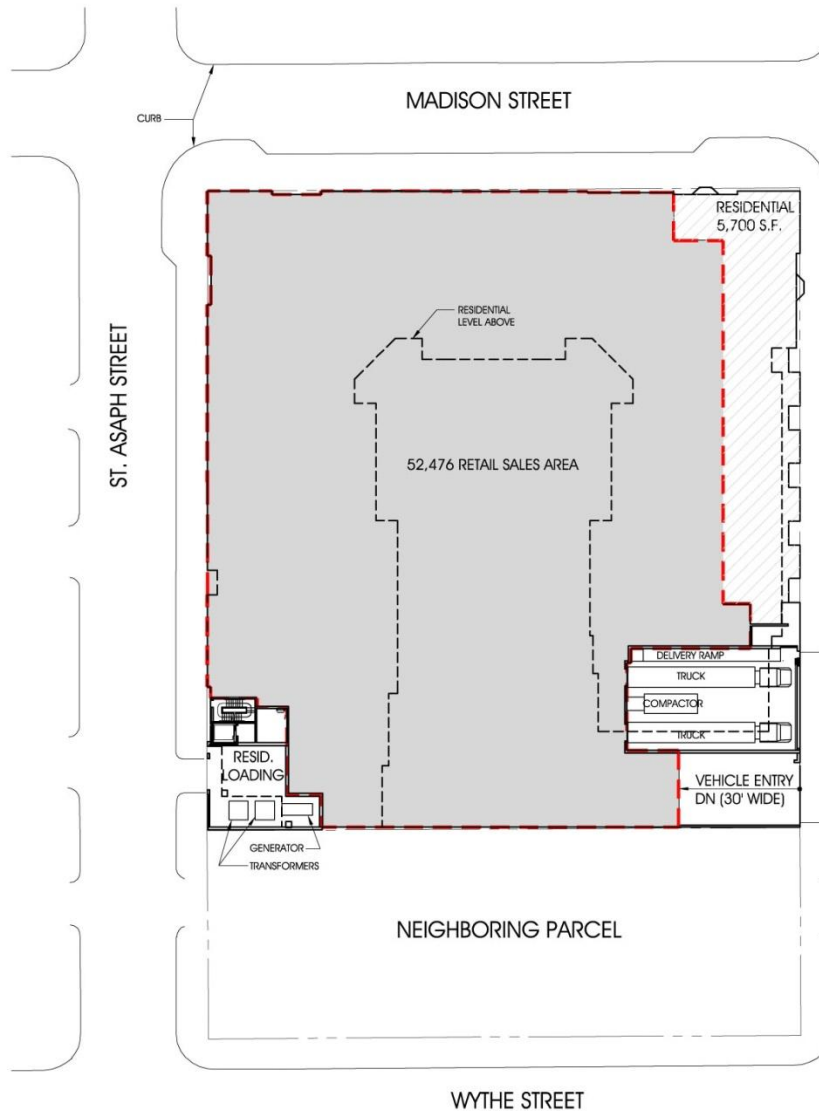 MADISON STREET
CURB
RESIDENTIAL
5,700 S.F.
RESIDENTIAL
LEVEL ABOVE
ST. ASAPH STREET
52,476 RETAIL SALES AREA
DELIVERY RAMP
TRUCK
COMPACTOR
TRUCK
RESID.
LOADING
VEHICLE ENTRY
DN (30' WIDE)
GENERATOR
TRANSFORMERS
NEIGHBORING PARCEL
WYTHE STREET